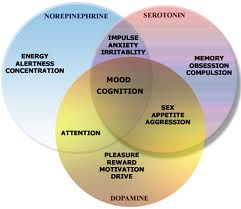 NOREPINEPHRINE
SEROTONIN
IMPULSE
ANXIETY
IRRITABLITY
ENERGY
ALERTNESS
CONCENTRATION
MEMORY
OBSESSION
COMPULSION
MOOD
COGNITION
SEX
APPETITE
AGGRESSION
ATTENTION
PLEASURE
REWARD
MOTIVATION
DRIVE
DOPAMINE